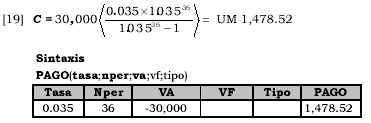 [19] C = 30,000 (0.035×1.035^36 / 1.035^36 − 1) = UM 1,478.52
Sintaxis
PAGO(tasa;nper;va;vf;tipo)
Tasa Nper VA VF Tipo PAGO
0.035 36 -30,000 1,478.52